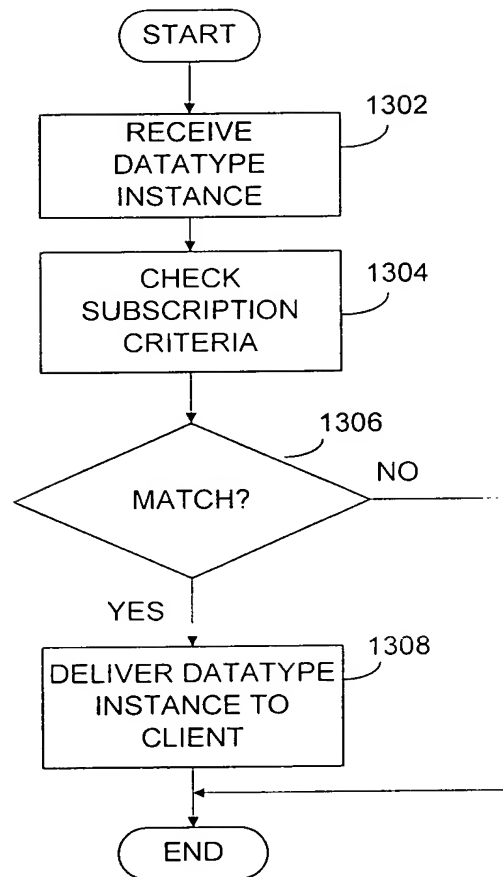 START
1302
RECEIVE
DATATYPE
INSTANCE
1304
CHECK
SUBSCRIPTION
CRITERIA
1306
MATCH?
NO
YES
1308
DELIVER DATATYPE
INSTANCE TO
CLIENT
END